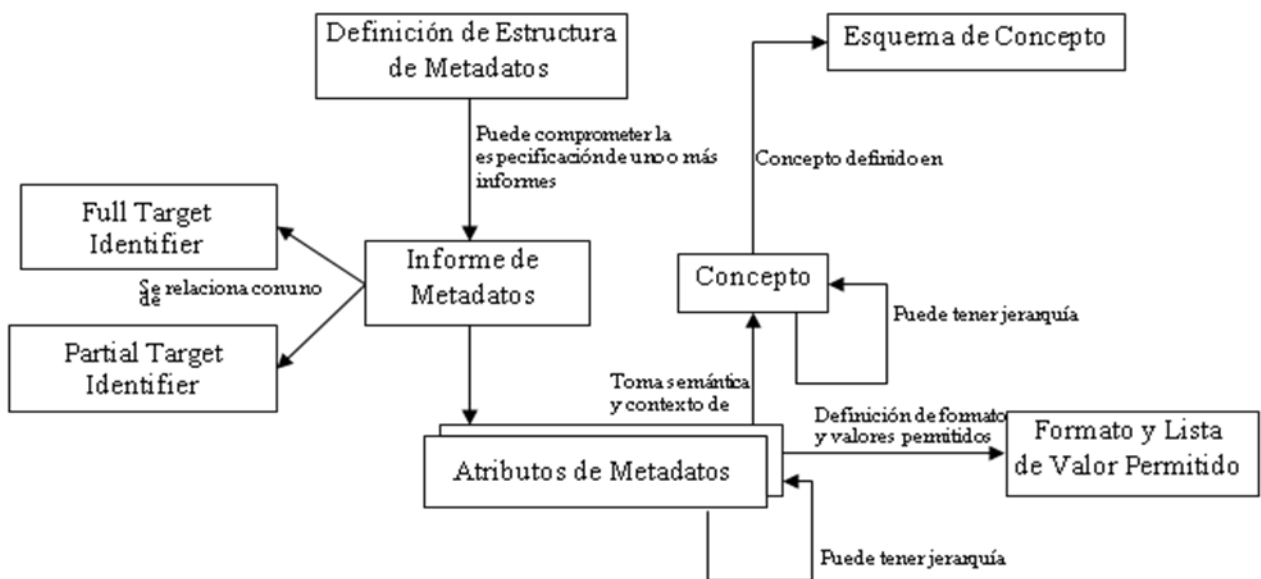 Definición de Estructura
de Metadatos
Esquema de Concepto
Puede comprometer la
especificación de uno o más
informes
Concepto definido en
Full Target
Identifier
Informe de
Metadatos
Concepto
Se relaciona con uno
de
Puede tener jerarquía
Partial Target
Identifier
Toma semántica
y contexto de
Definición de formato
y valores permitidos
Formato y Lista
de Valor Permitido
Atributos de Metadatos
Puede tener jerarquía